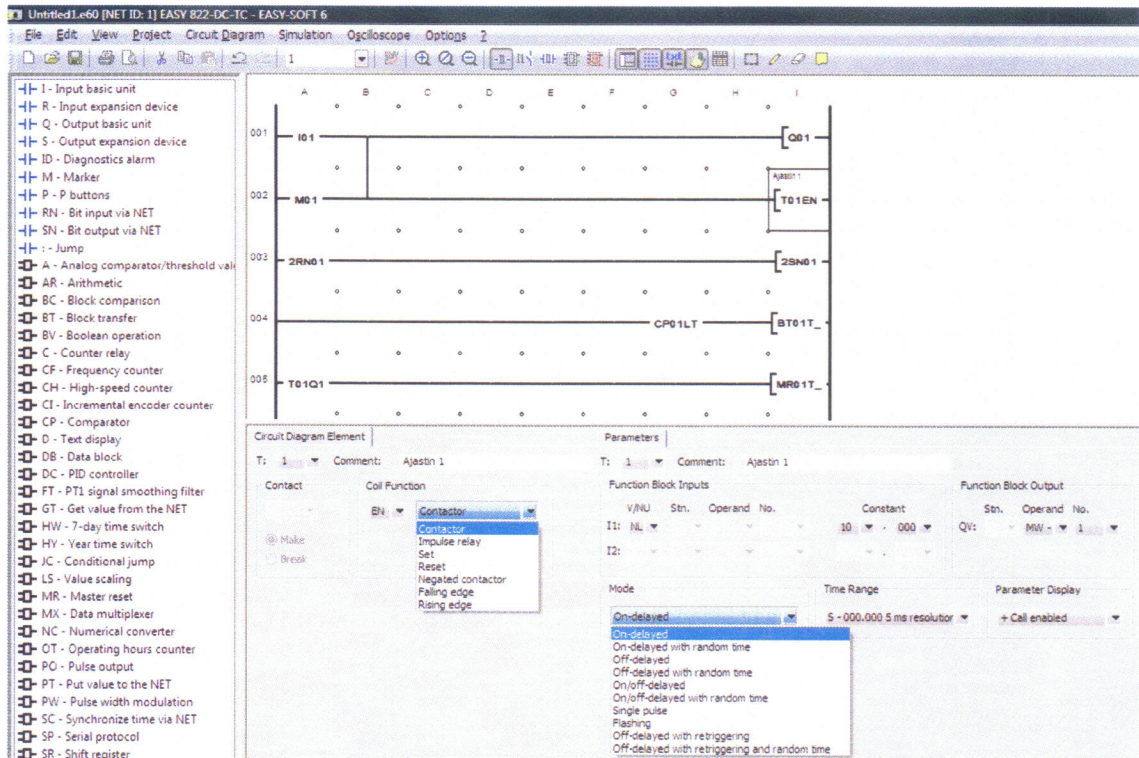 Untitled1.e60 [NET ID: 1] EASY 822-DC-TC - EASY-SOFT 6
File Edit View Project Circuit Diagram Simulation Oscilloscope Options ?
1
I - Input basic unit
R - Input expansion device
Q - Output basic unit
S - Output expansion device
ID - Diagnostics alarm
M - Marker
P - P buttons
RN - Bit input via NET
SN - Bit output via NET
: - Jump
A - Analog comparator/threshold val
AR - Arithmetic
BC - Block comparison
BT - Block transfer
BV - Boolean operation
C - Counter relay
CF - Frequency counter
CH - High-speed counter
CI - Incremental encoder counter
CP - Comparator
D - Text display
DB - Data block
DC - PID controller
FT - PT1 signal smoothing filter
GT - Get value from the NET
HW - 7-day time switch
HY - Year time switch
JC - Conditional jump
LS - Value scaling
MR - Master reset
MX - Data multiplexer
NC - Numerical converter
OT - Operating hours counter
PO - Pulse output
PT - Put value to the NET
PW - Pulse width modulation
SC - Synchronize time via NET
SP - Serial protocol
SR - Shift register
A B C D E F G H I
001 I01 Q01
Ajastin 1
002 M01 T01EN
003 2RN01 2SN01
004 CP01LT BT01T_
005 T01Q1 MR01T_
Circuit Diagram Element
T: 1 Comment: Ajastin 1
Contact
Make
Break
Coil Function
EN Contactor
Contactor
Impulse relay
Set
Reset
Negated contactor
Falling edge
Rising edge
Parameters
T: 1 Comment: Ajastin 1
Function Block Inputs
V/NU Stn. Operand No. Constant
I1: NU 10 . 000
I2: .
Function Block Output
Stn. Operand No.
QV: MW - 1
Mode
On-delayed
On-delayed
On-delayed with random time
Off-delayed
Off-delayed with random time
On/off-delayed
On/off-delayed with random time
Single pulse
Flashing
Off-delayed with retriggering
Off-delayed with retriggering and random time
Time Range
S - 000.000 5 ms resolution
Parameter Display
+ Call enabled